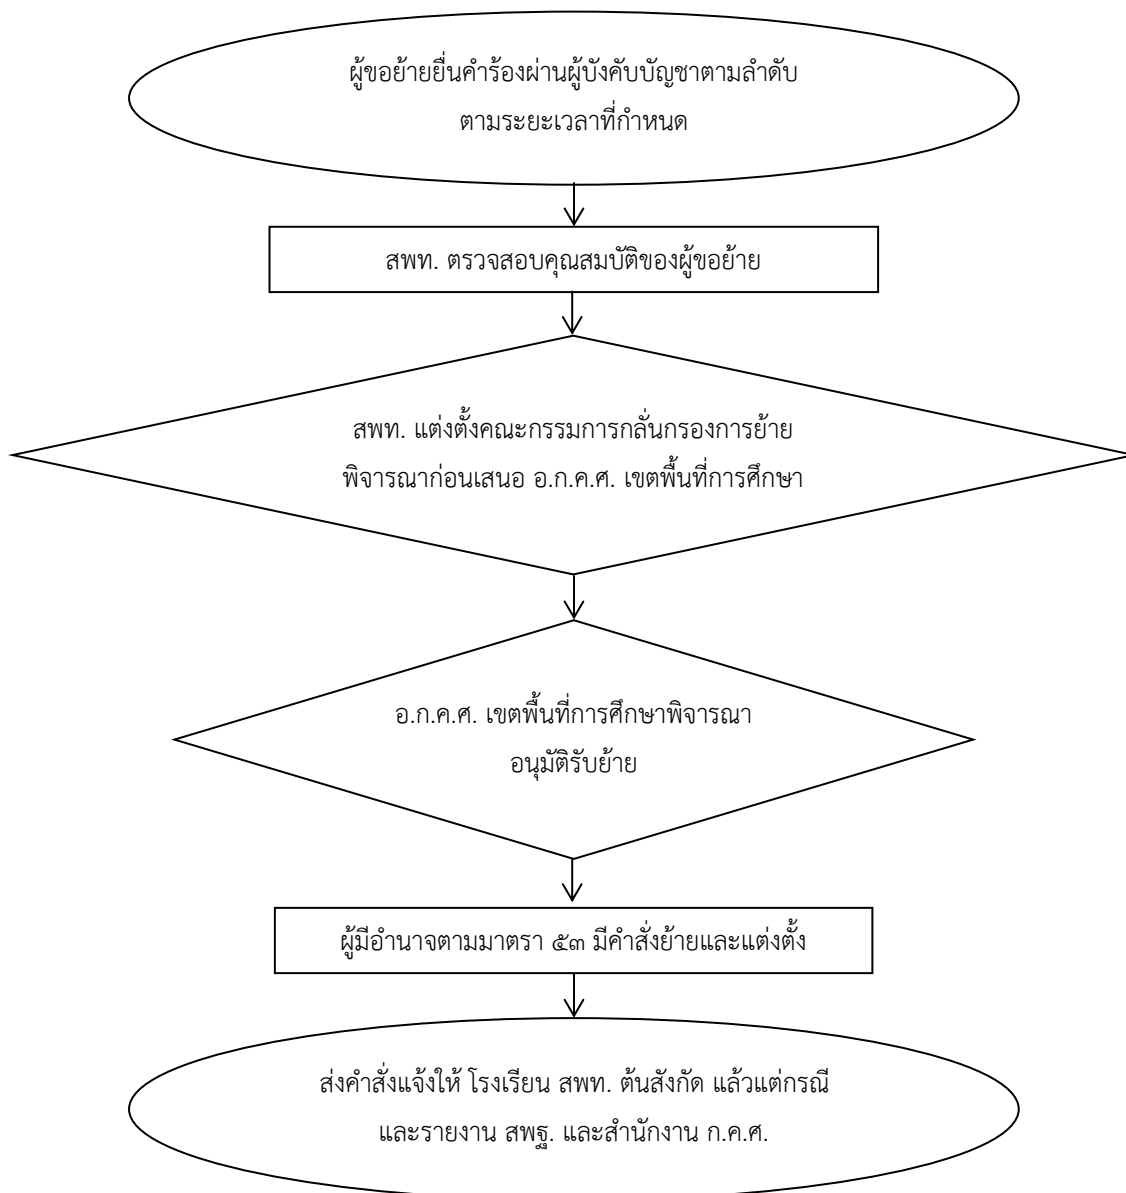 ผู้ขอย้ายยื่นคำร้องผ่านผู้บังคับบัญชาตามลำดับ
ตามระยะเวลาที่กำหนด
สพท. ตรวจสอบคุณสมบัติของผู้ขอย้าย
สพท. แต่งตั้งคณะกรรมการกลั่นกรองการย้าย
พิจารณาก่อนเสนอ อ.ก.ค.ศ. เขตพื้นที่การศึกษา
อ.ก.ค.ศ. เขตพื้นที่การศึกษาพิจารณา
อนุมัติรับย้าย
ผู้มีอำนาจตามมาตรา ๕๓ มีคำสั่งย้ายและแต่งตั้ง
ส่งคำสั่งแจ้งให้ โรงเรียน สพท. ต้นสังกัด แล้วแต่กรณี
และรายงาน สพฐ. และสำนักงาน ก.ค.ศ.